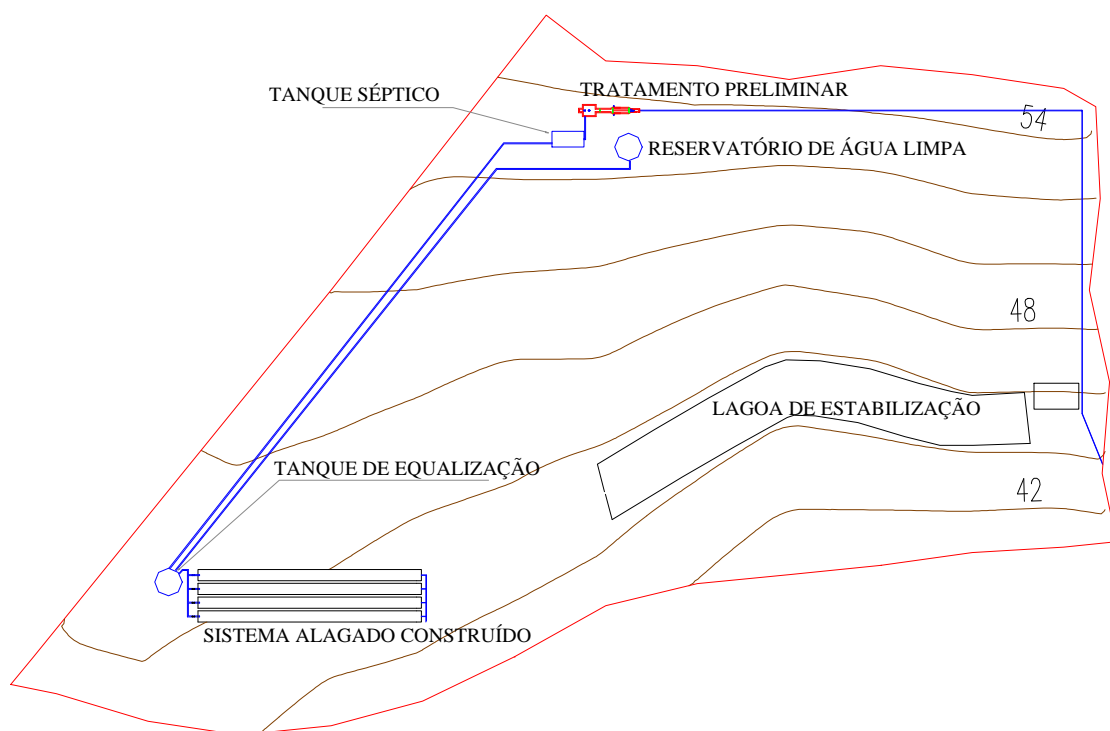 TRATAMENTO PRELIMINAR
TANQUE SÉPTICO
54
RESERVATÓRIO DE ÁGUA LIMPA
48
LAGOA DE ESTABILIZAÇÃO
TANQUE DE EQUALIZAÇÃO
42
SISTEMA ALAGADO CONSTRUÍDO